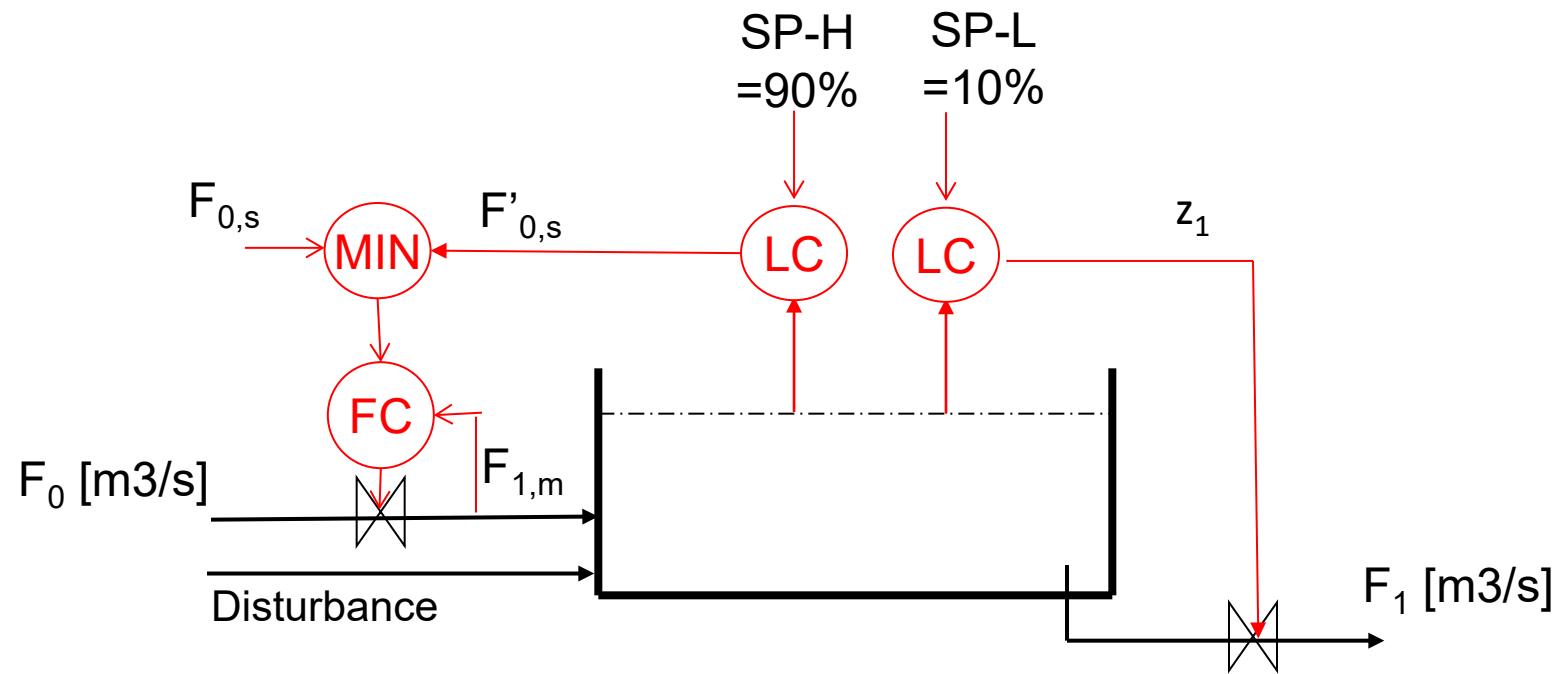 SP-H
=90%
SP-L
=10%
F0,s
MIN
F’0,s
LC
LC
z1
FC
F1,m
F0 [m3/s]
Disturbance
F1 [m3/s]